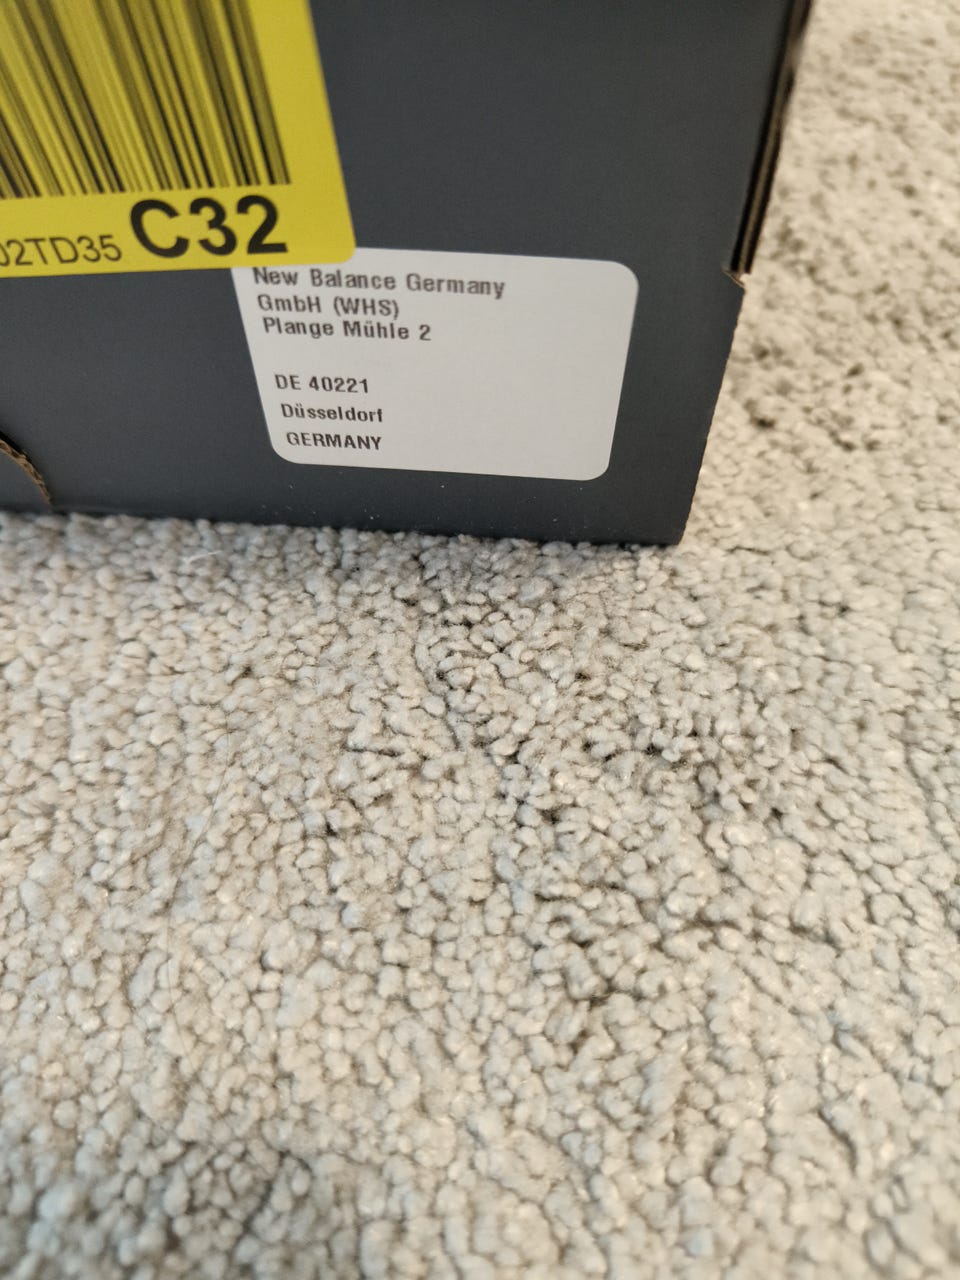 02TD35 C32
New Balance Germany
GmbH (WHS)
Plange Mühle 2
DE 40221
Düsseldorf
GERMANY